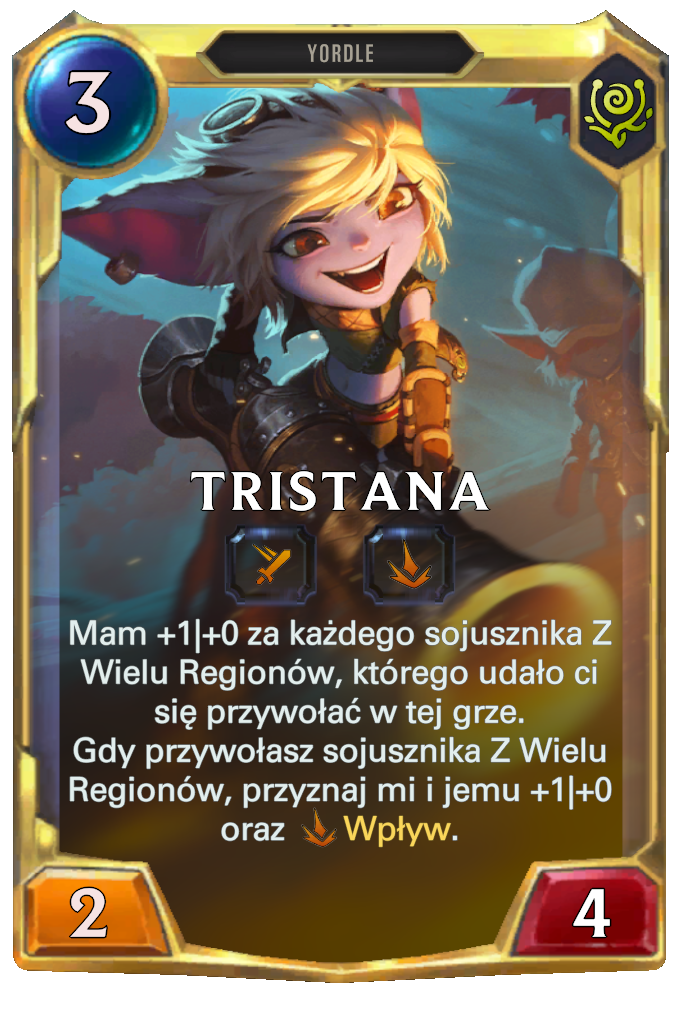 YORDLE
3
TRISTANA
Mam +1|+0 za każdego sojusznika Z
Wielu Regionów, którego udało ci
się przywołać w tej grze.
Gdy przywołasz sojusznika Z Wielu
Regionów, przyznaj mi i jemu +1|+0
oraz Wpływ.
2
4